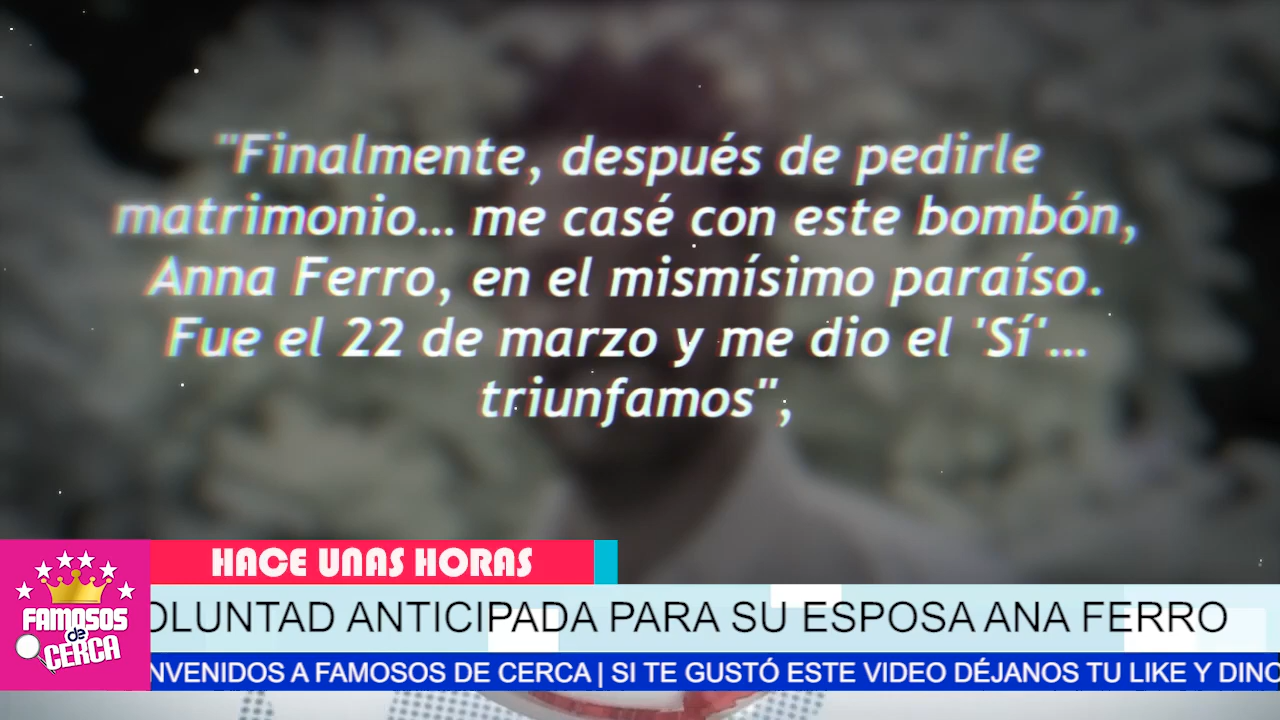 "Finalmente, después de pedirle
matrimonio... me casé con este bombón,
Anna Ferro, en el mismísimo paraíso.
Fue el 22 de marzo y me dio el 'Sí'...
triunfamos",
HACE UNAS HORAS
FAMOSOS
de
CERCA
OLUNTAD ANTICIPADA PARA SU ESPOSA ANA FERRO
NVENIDOS A FAMOSOS DE CERCA | SI TE GUSTÓ ESTE VIDEO DÉJANOS TU LIKE Y DINO